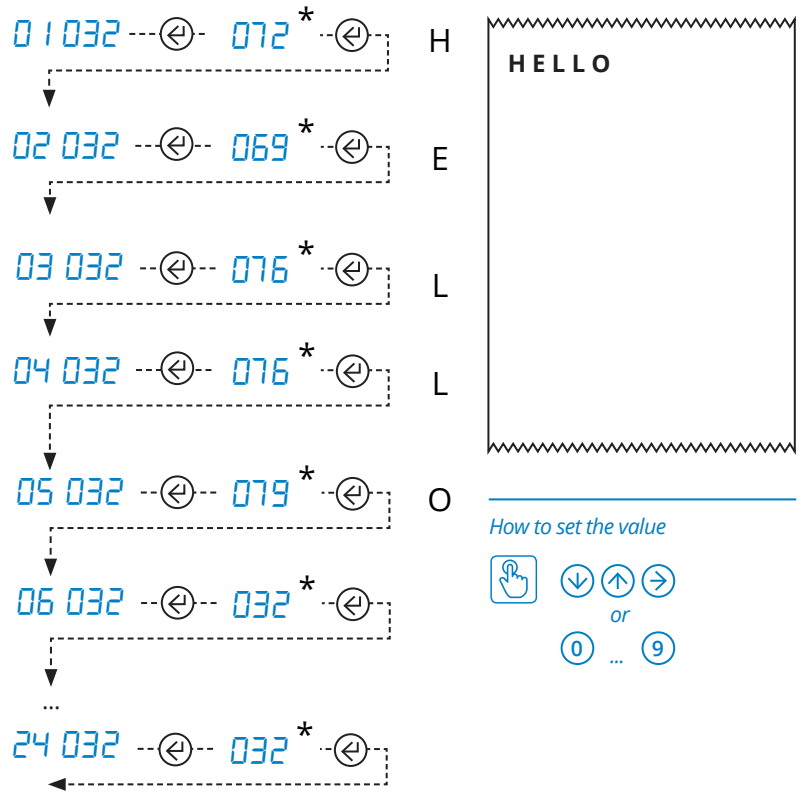 01 032 072 * H
02 032 069 * E
03 032 076 * L
04 032 076 * L
05 032 079 * O
06 032 032 *
...
24 032 032 *
HELLO
How to set the value
or
0 ... 9